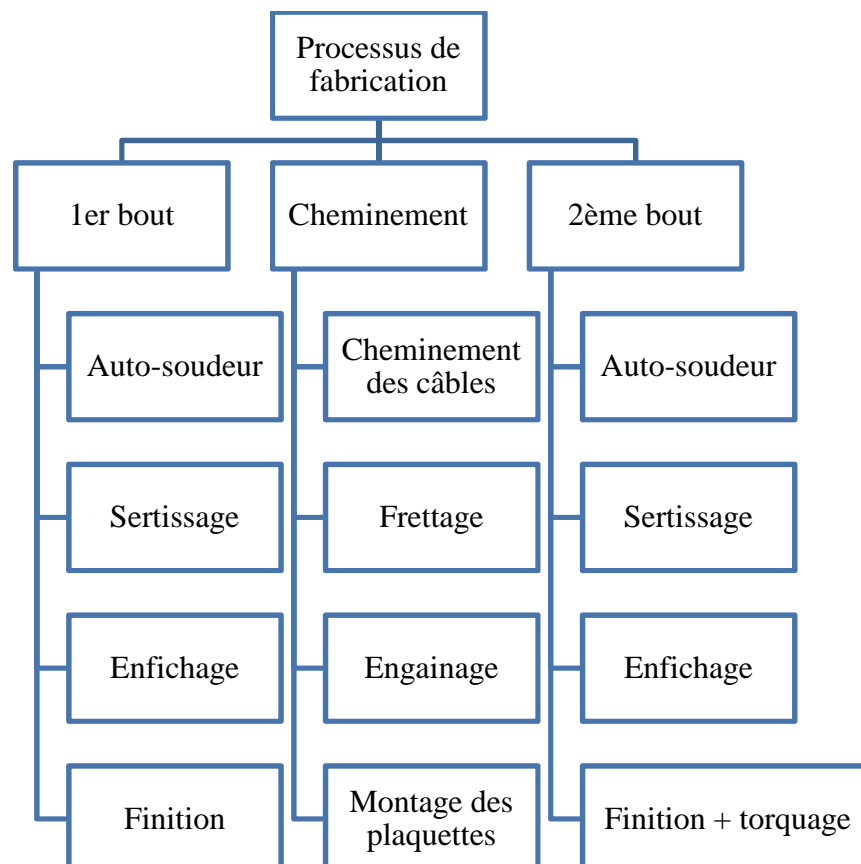 Processus de
fabrication
1er bout
Cheminement
2ème bout
Auto-soudeur
Sertissage
Enfichage
Finition
Cheminement
des câbles
Frettage
Engainage
Montage des
plaquettes
Auto-soudeur
Sertissage
Enfichage
Finition + torquage